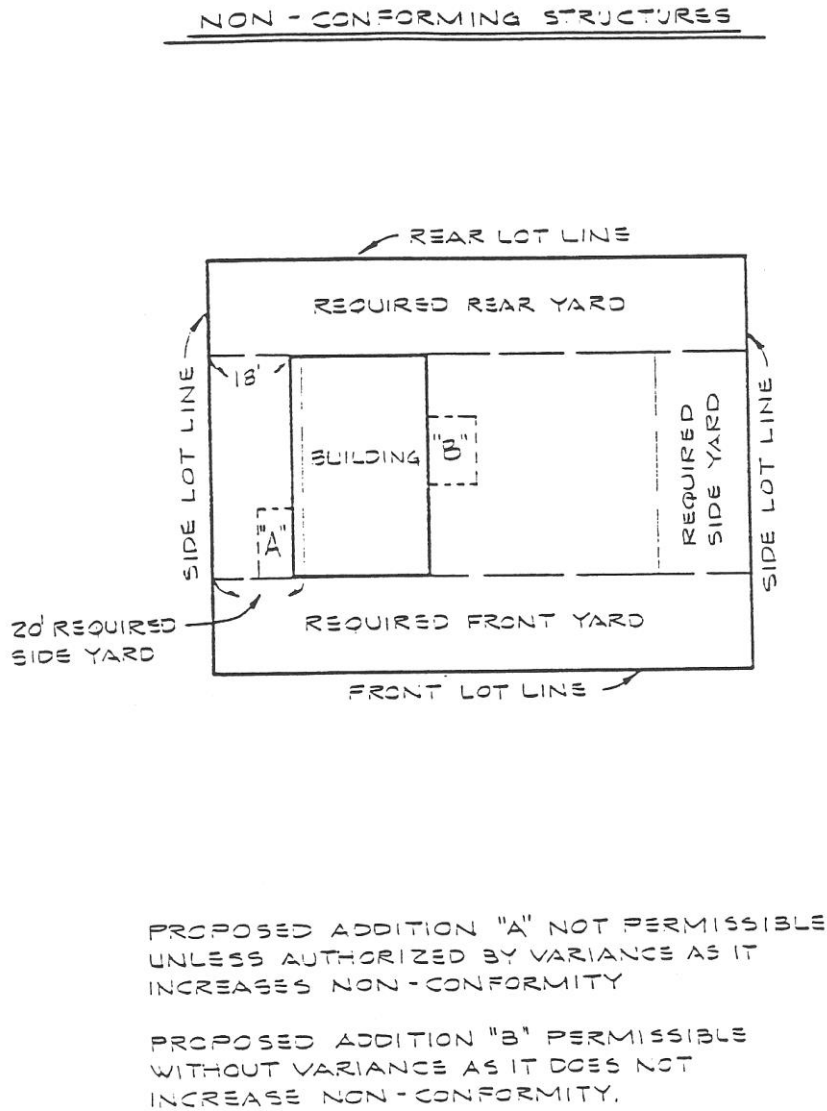 NON-CONFORMING STRUCTURES
REAR LOT LINE
REQUIRED REAR YARD
SIDE LOT LINE
18'
BUILDING
"B"
"A"
REQUIRED
SIDE YARD
SIDE LOT LINE
20' REQUIRED
SIDE YARD
REQUIRED FRONT YARD
FRONT LOT LINE
PROPOSED ADDITION "A" NOT PERMISSIBLE
UNLESS AUTHORIZED BY VARIANCE AS IT
INCREASES NON-CONFORMITY
PROPOSED ADDITION "B" PERMISSIBLE
WITHOUT VARIANCE AS IT DOES NOT
INCREASE NON-CONFORMITY.